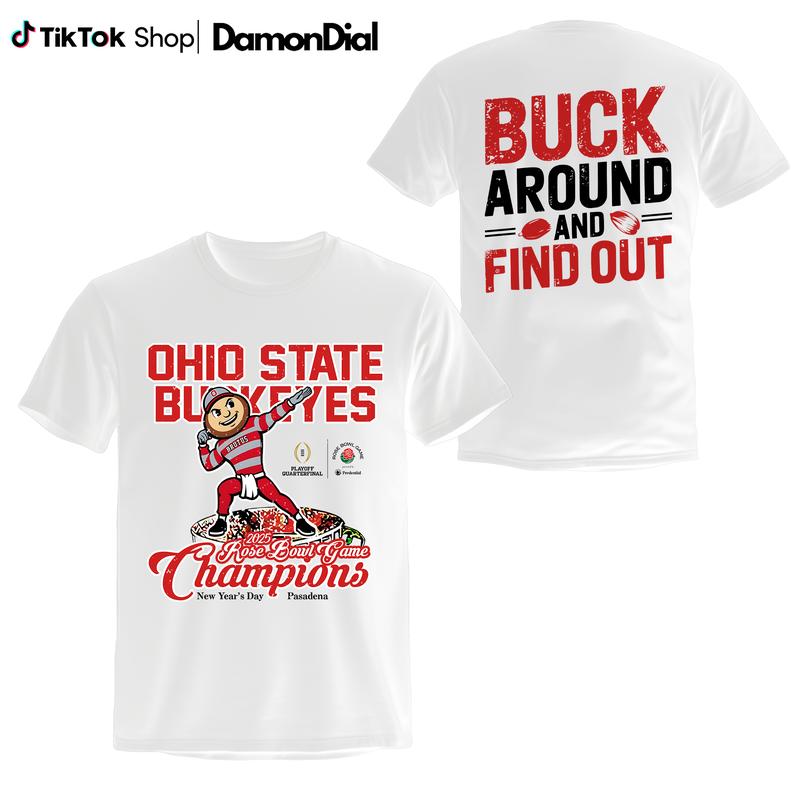 TikTok Shop | DamonDial
BUCK
AROUND
AND
FIND OUT
OHIO STATE
BUCKEYES
BRUTUS
PLAYOFF
QUARTERFINAL
ROSE BOWL GAME
Prudential
2025
Rose Bowl Game
Champions
New Year's Day Pasadena